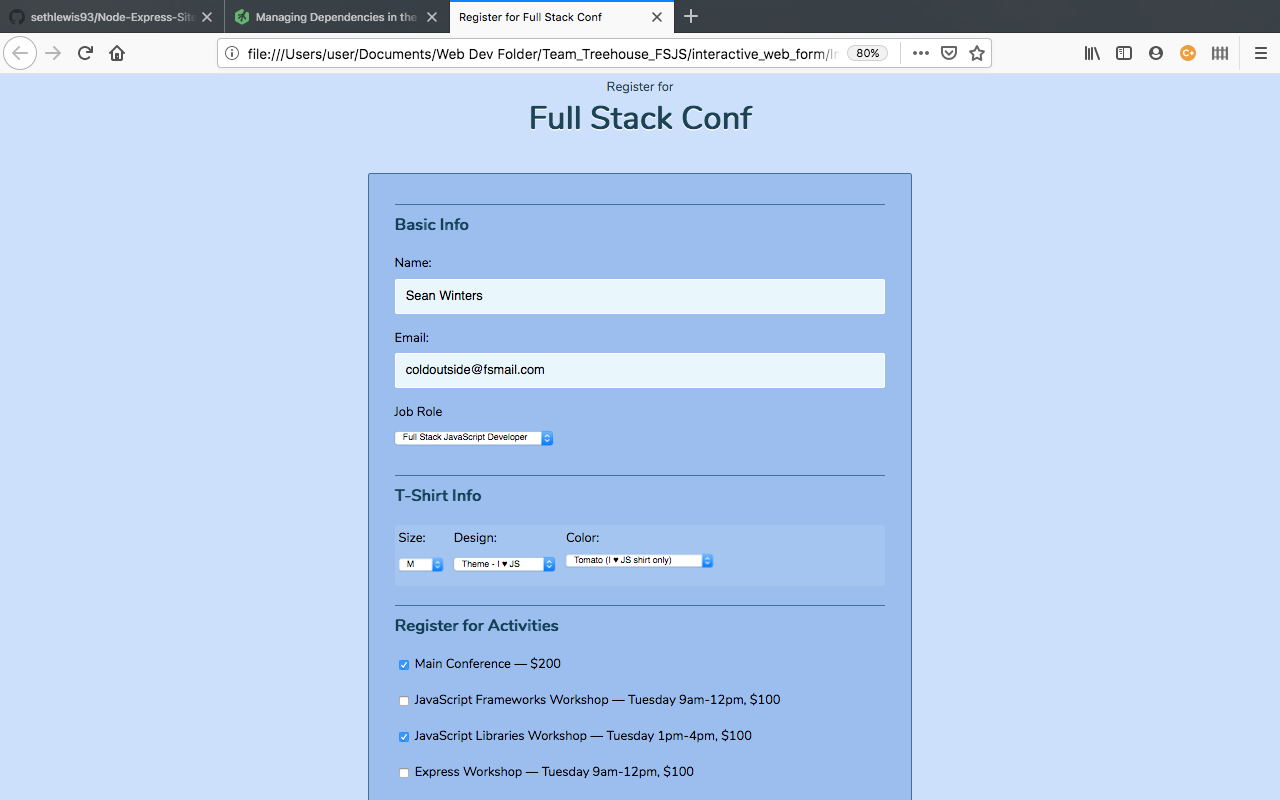 sethlewis93/Node-Express-Sit
Managing Dependencies in the
Register for Full Stack Conf
file:///Users/user/Documents/Web Dev Folder/Team_Treehouse_FSJS/interactive_web_form/
80%
Register for
Full Stack Conf
Basic Info
Name:
Sean Winters
Email:
coldoutside@fsmail.com
Job Role
Full Stack JavaScript Developer
T-Shirt Info
Size:
Design:
Color:
M
Theme - I ♥ JS
Tomato (I ♥ JS shirt only)
Register for Activities
Main Conference — $200
JavaScript Frameworks Workshop — Tuesday 9am-12pm, $100
JavaScript Libraries Workshop — Tuesday 1pm-4pm, $100
Express Workshop — Tuesday 9am-12pm, $100